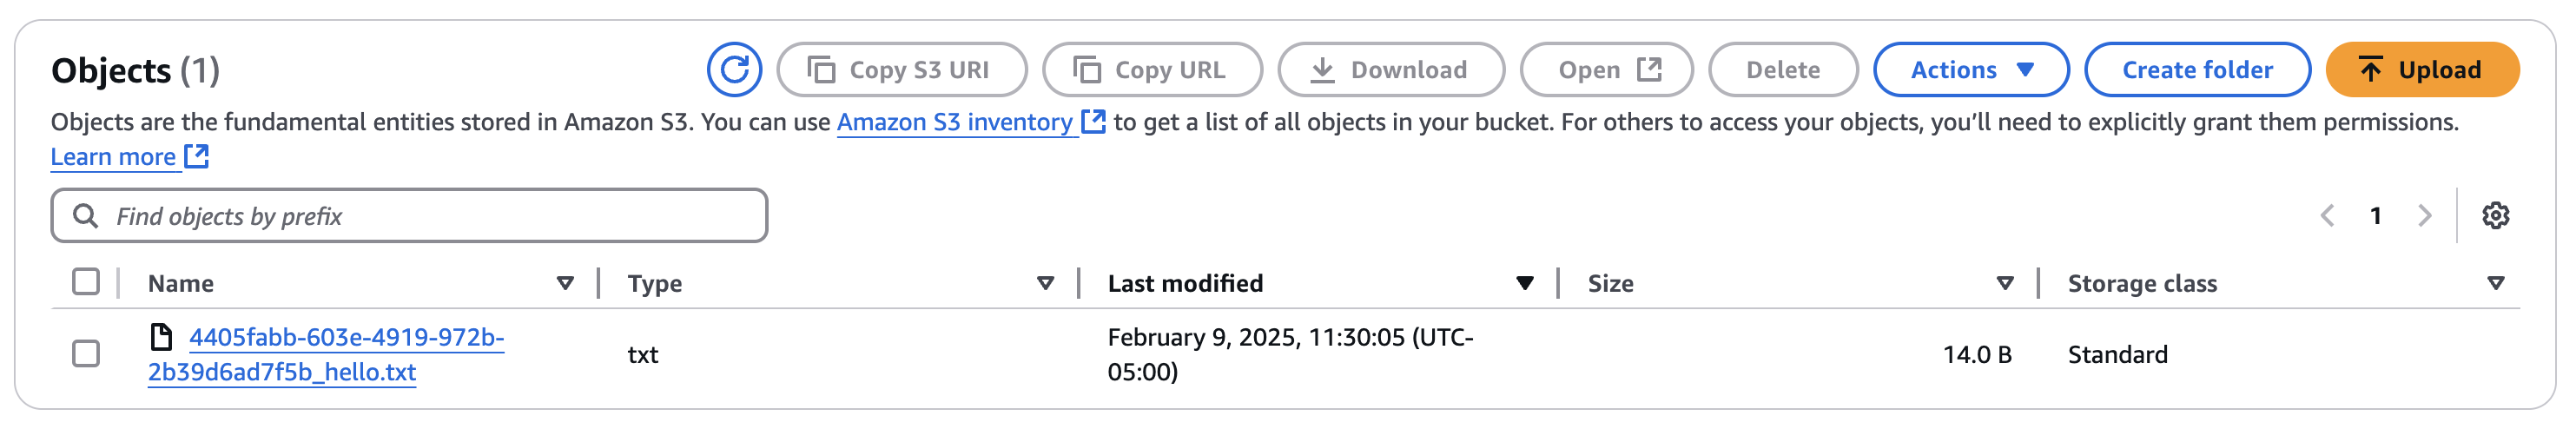 Objects (1)
Copy S3 URI
Copy URL
Download
Open
Delete
Actions
Create folder
Upload
Objects are the fundamental entities stored in Amazon S3. You can use Amazon S3 inventory to get a list of all objects in your bucket. For others to access your objects, you’ll need to explicitly grant them permissions.
Learn more
Find objects by prefix
1
Name
Type
Last modified
Size
Storage class
4405fabb-603e-4919-972b-
2b39d6ad7f5b_hello.txt
txt
February 9, 2025, 11:30:05 (UTC-
05:00)
14.0 B
Standard